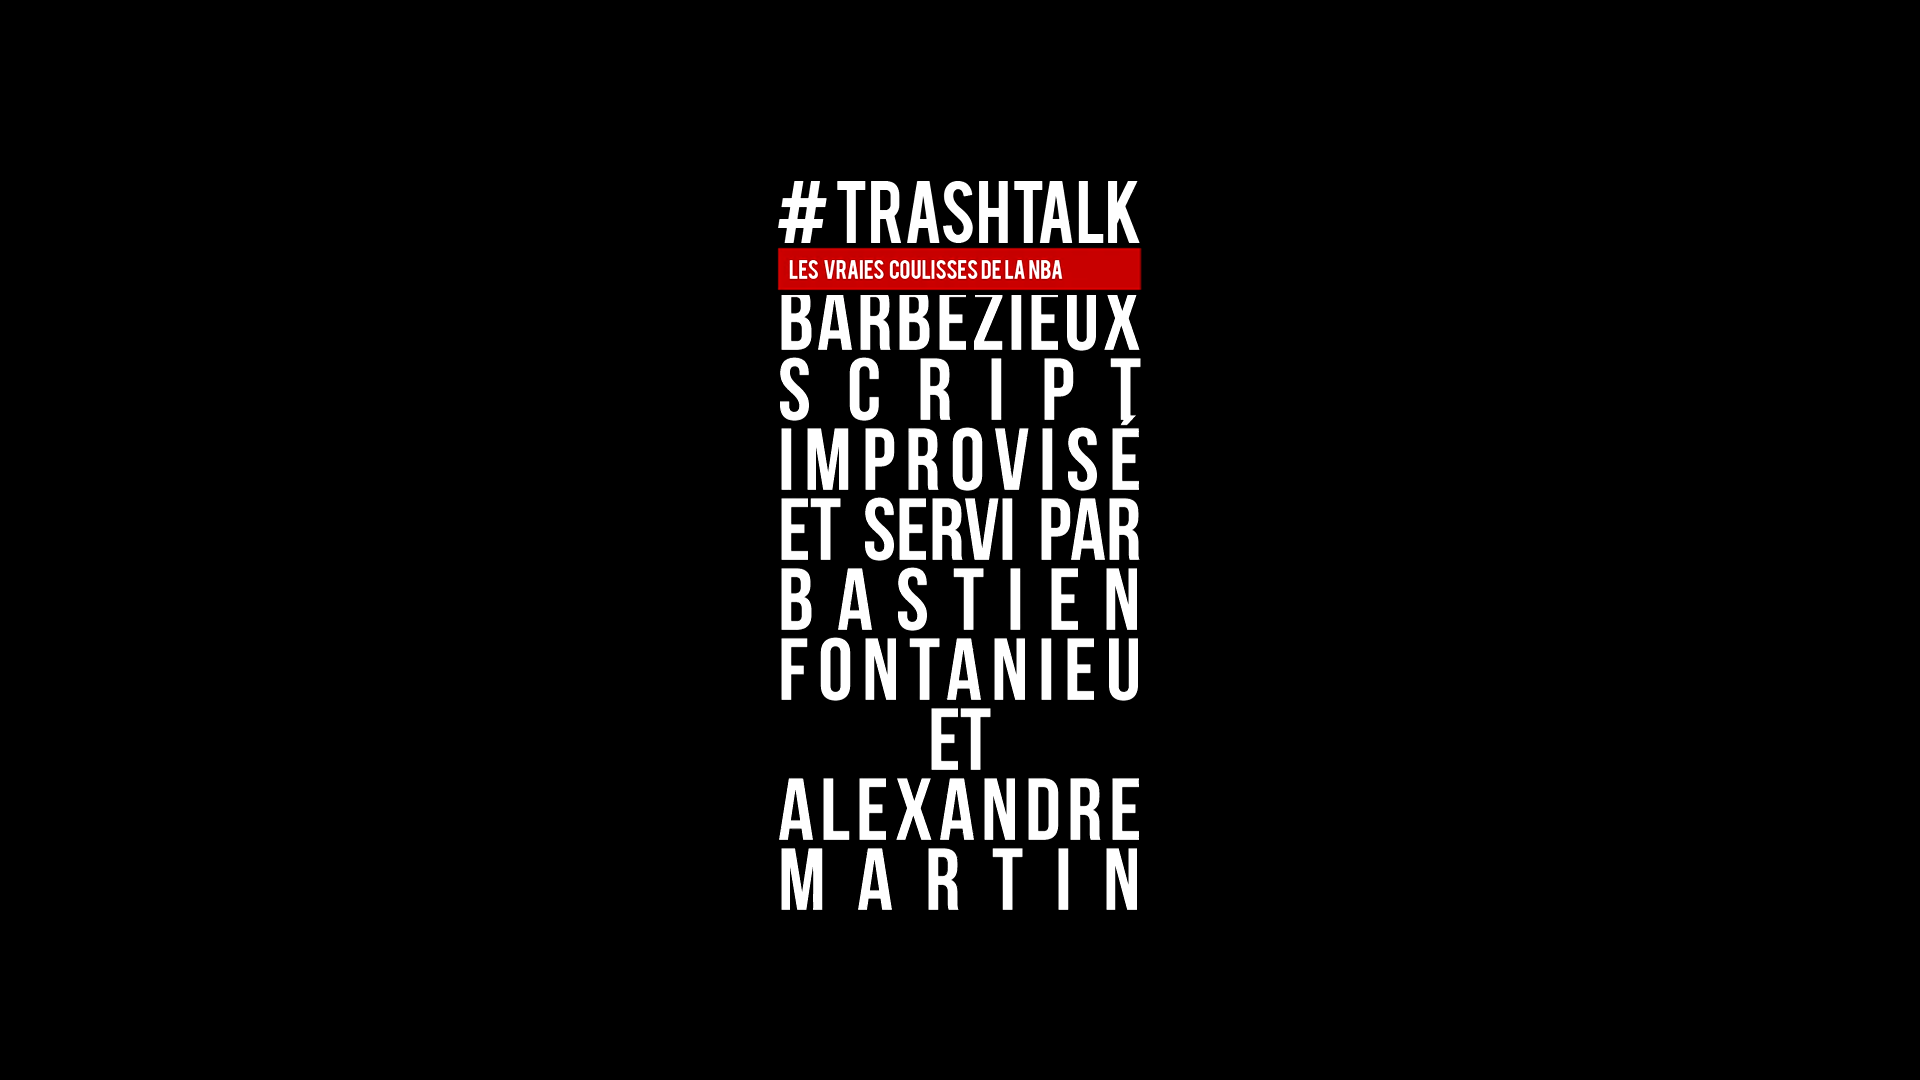 #TRASHTALK
LES VRAIES COULISSES DE LA NBA
BARBEZIEUX
SCRIPT
IMPROVISÉ
ET SERVI PAR
BASTIEN
FONTANIEU
ET
ALEXANDRE
MARTIN